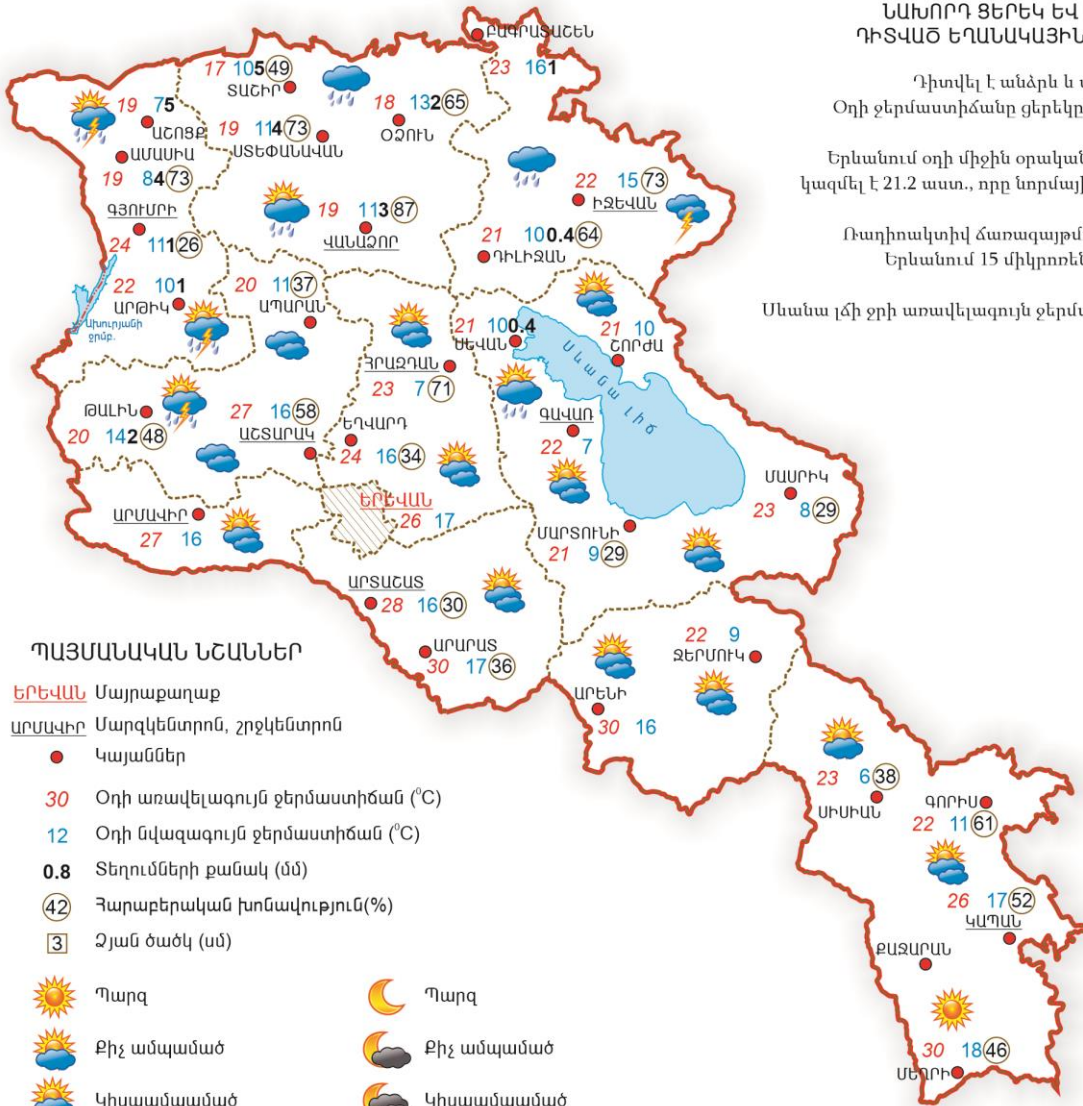 ՆԱԽՈՐԴ ՑԵՐԵԿ ԵՎ
ԴԻՏՎԱԾ ԵՂԱՆԱԿԱՅԻՆ
Դիտվել է անձրև և
Օդի ջերմաստիճանը ցերեկը
Երևանում օդի միջին օրական
կազմել է 21.2 աստ., որը նորմայի
Ռադիոակտիվ ճառագայթմ
Երևանում 15 միկրոռեն
Սևանա լճի ջրի առավելագույն ջերմ
ԲԱԳՐԱՏԱՇԵՆ
23 16 1
17 10 5 49
ՏԱՇԻՐ
18 13 2 65
ՕՁՈՒՆ
19 7 5
ԱՇՈՑՔ
19 11 4 73
ՍՏԵՓԱՆԱՎԱՆ
ԱՄԱՍԻԱ
19 8 4 73
22 15 73
ԻՋԵՎԱՆ
ԳՅՈՒՄՐԻ
24 11 1 26
19 11 3 87
ՎԱՆԱՁՈՐ
21 10 0.4 64
ԴԻԼԻՋԱՆ
22 10 1
ԱՐԹԻԿ
20 11 37
ԱՊԱՐԱՆ
Ախուրյանի
ջրմբ.
21 10 0.4
ՍԵՎԱՆ
21 10
ՇՈՐԺԱ
Սևանա լիճ
ՀՐԱԶԴԱՆ
23 7 71
ԹԱԼԻՆ
20 14 2 48
27 16 58
ԱՇՏԱՐԱԿ
ԵՂՎԱՐԴ
24 16 34
ԳԱՎԱՌ
22 7
ՄԱՍՐԻԿ
23 8 29
ԵՐԵՎԱՆ
26 17
ԱՐՄԱՎԻՐ
27 16
ՄԱՐՏՈՒՆԻ
21 9 29
ԱՐՏԱՇԱՏ
28 16 30
ԱՐԱՐԱՏ
30 17 36
22 9
ՋԵՐՄՈՒԿ
ԱՐԵՆԻ
30 16
23 6 38
ՍԻՍԻԱՆ
ԳՈՐԻՍ
22 11 61
26 17 52
ԿԱՊԱՆ
ՔԱՋԱՐԱՆ
30 18 46
ՄԵՂՐԻ
ՊԱՅՄԱՆԱԿԱՆ ՆՇԱՆՆԵՐ
ԵՐԵՎԱՆ Մայրաքաղաք
ԱՐՄԱՎԻՐ Մարզկենտրոն, շրջկենտրոն
Կայաններ
30 Օդի առավելագույն ջերմաստիճան (⁰C)
12 Օդի նվազագույն ջերմաստիճան (⁰C)
0.8 Տեղումների քանակ (մմ)
42 Հարաբերական խոնավություն(%)
3 Ձյան ծածկ (սմ)
Պարզ Պարզ
Քիչ ամպամած Քիչ ամպամած
Կիսաամպամած Կիսաամպամած